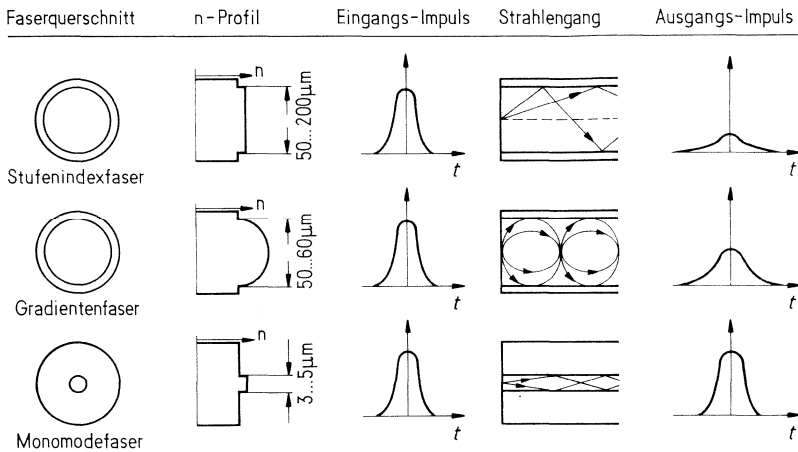 Faserquerschnitt n-Profil Eingangs-Impuls Strahlengang Ausgangs-Impuls
n
50...200µm
t
t
Stufenindexfaser
n
50...60µm
t
t
Gradientenfaser
n
3...5µm
t
t
Monomodefaser